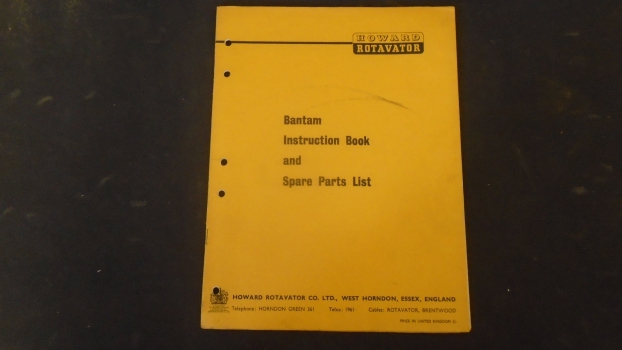 HOWARD
ROTAVATOR
Bantam
Instruction Book
and
Spare Parts List
HOWARD ROTAVATOR CO. LTD., WEST HORNDON, ESSEX, ENGLAND
Telephone: HORNDON GREEN 361 Telex: 1961 Cables: ROTAVATOR, BRENTWOOD